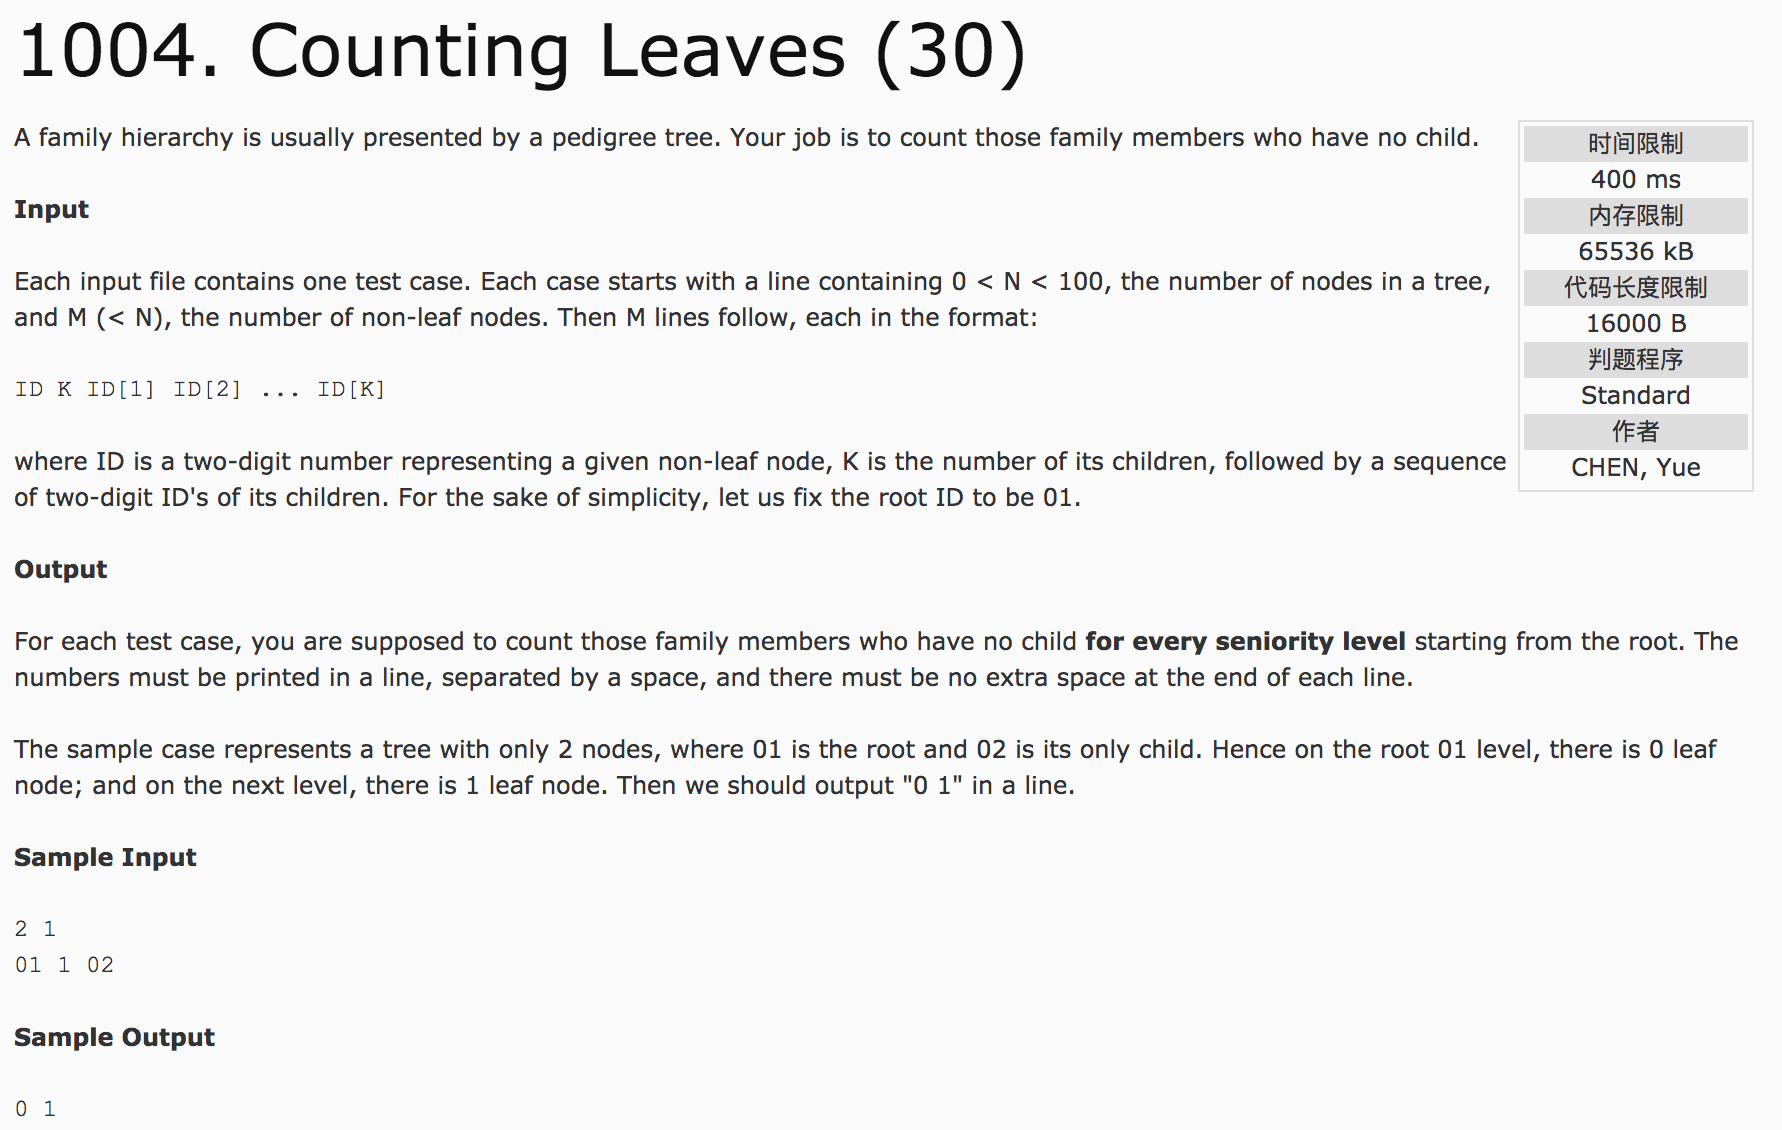 1004. Counting Leaves (30)
A family hierarchy is usually presented by a pedigree tree. Your job is to count those family members who have no child.
时间限制
400 ms
内存限制
65536 kB
代码长度限制
16000 B
判题程序
Standard
作者
CHEN, Yue
Input
Each input file contains one test case. Each case starts with a line containing 0 < N < 100, the number of nodes in a tree,
and M (< N), the number of non-leaf nodes. Then M lines follow, each in the format:
ID K ID[1] ID[2] ... ID[K]
where ID is a two-digit number representing a given non-leaf node, K is the number of its children, followed by a sequence
of two-digit ID's of its children. For the sake of simplicity, let us fix the root ID to be 01.
Output
For each test case, you are supposed to count those family members who have no child for every seniority level starting from the root. The
numbers must be printed in a line, separated by a space, and there must be no extra space at the end of each line.
The sample case represents a tree with only 2 nodes, where 01 is the root and 02 is its only child. Hence on the root 01 level, there is 0 leaf
node; and on the next level, there is 1 leaf node. Then we should output "0 1" in a line.
Sample Input
2 1
01 1 02
Sample Output
0 1